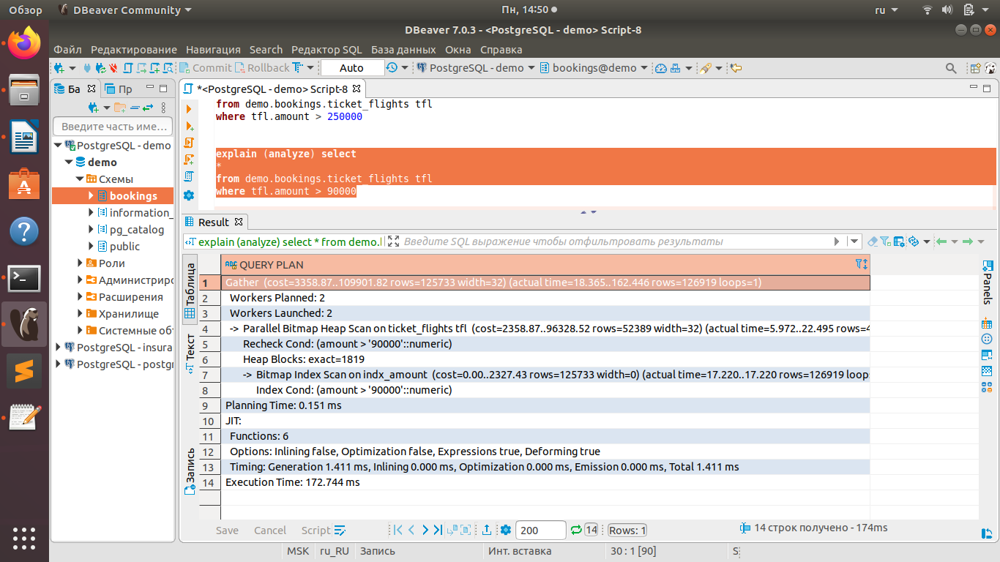 Обзор
DBeaver Community
Пн, 14:50
ru
DBeaver 7.0.3 - <PostgreSQL - demo> Script-8
Файл Редактирование Навигация Search Редактор SQL База данных Окна Справка
Commit Rollback Auto PostgreSQL - demo bookings@demo
Ба Пр
*<PostgreSQL - demo> Script-8
Введите часть име...
PostgreSQL - demo
demo
Схемы
bookings
information_
pg_catalog
public
Роли
Администрирo
Расширения
Хранилище
Системные об
PostgreSQL - insura
PostgreSQL - postgr
from demo.bookings.ticket_flights tfl
where tfl.amount > 250000
explain (analyze) select
*
from demo.bookings.ticket_flights tfl
where tfl.amount > 90000
Result
explain (analyze) select * from demo.l
Введите SQL выражение чтобы отфильтровать результаты
Таблица
Текст
Запись
Panels
QUERY PLAN
1 Gather (cost=3358.87..109901.82 rows=125733 width=32) (actual time=18.365..162.446 rows=126919 loops=1)
2 Workers Planned: 2
3 Workers Launched: 2
4 -> Parallel Bitmap Heap Scan on ticket_flights tfl (cost=2358.87..96328.52 rows=52389 width=32) (actual time=5.972..22.495 rows=4
5 Recheck Cond: (amount > '90000'::numeric)
6 Heap Blocks: exact=1819
7 -> Bitmap Index Scan on indx_amount (cost=0.00..2327.43 rows=125733 width=0) (actual time=17.220..17.220 rows=126919 loop
8 Index Cond: (amount > '90000'::numeric)
9 Planning Time: 0.151 ms
10 JIT:
11 Functions: 6
12 Options: Inlining false, Optimization false, Expressions true, Deforming true
13 Timing: Generation 1.411 ms, Inlining 0.000 ms, Optimization 0.000 ms, Emission 0.000 ms, Total 1.411 ms
14 Execution Time: 172.744 ms
Save Cancel Script 200 14 Rows: 1 14 строк получено - 174ms
MSK ru_RU Запись Инт. вставка 30 : 1 [90] S